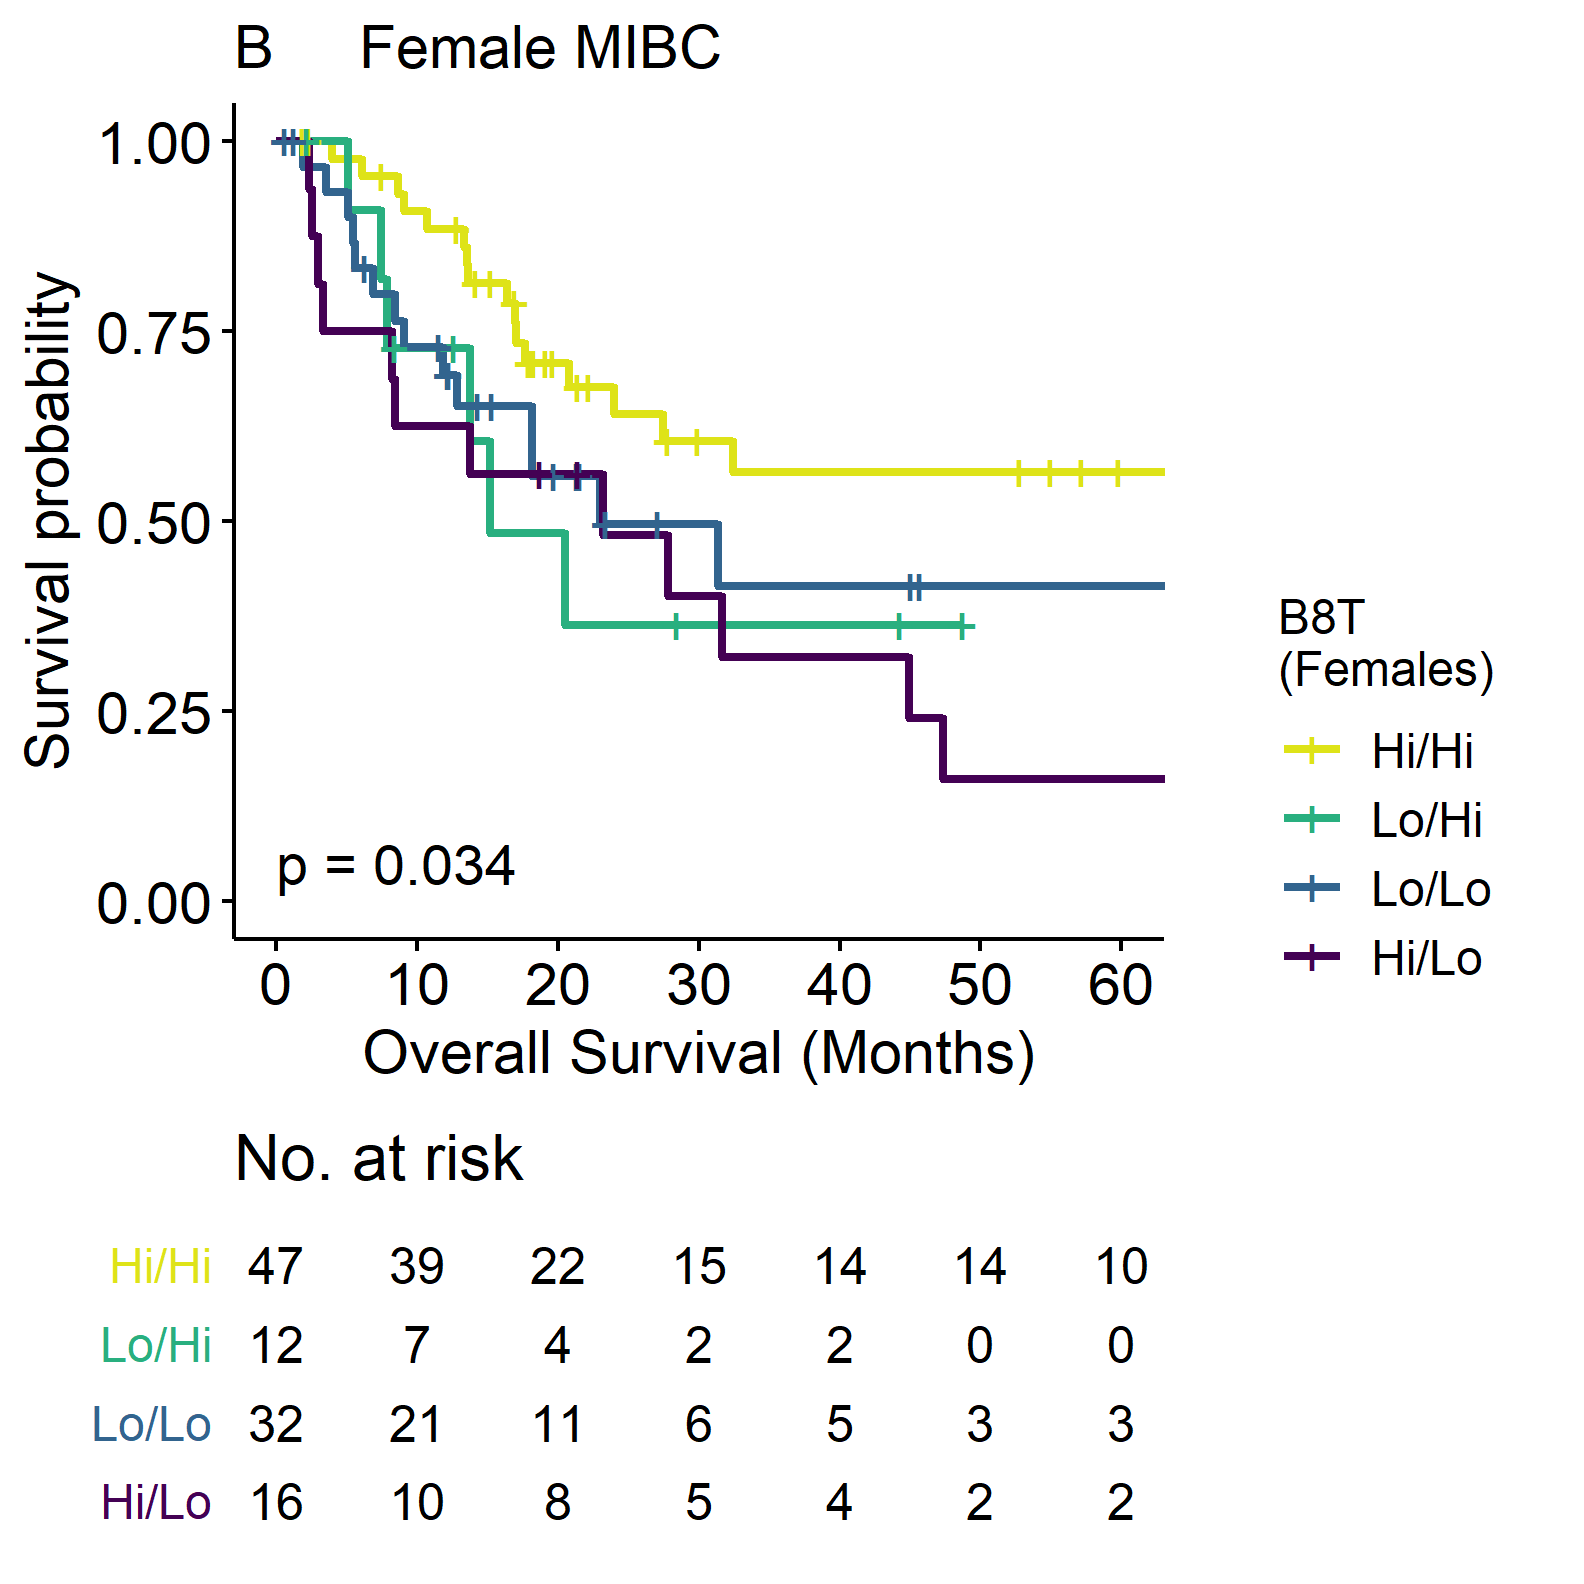 B Female MIBC
Survival probability
1.00
0.75
0.50
0.25
0.00
p = 0.034
0 10 20 30 40 50 60
Overall Survival (Months)
B8T
(Females)
Hi/Hi
Lo/Hi
Lo/Lo
Hi/Lo
No. at risk
Hi/Hi 47 39 22 15 14 14 10
Lo/Hi 12 7 4 2 2 0 0
Lo/Lo 32 21 11 6 5 3 3
Hi/Lo 16 10 8 5 4 2 2